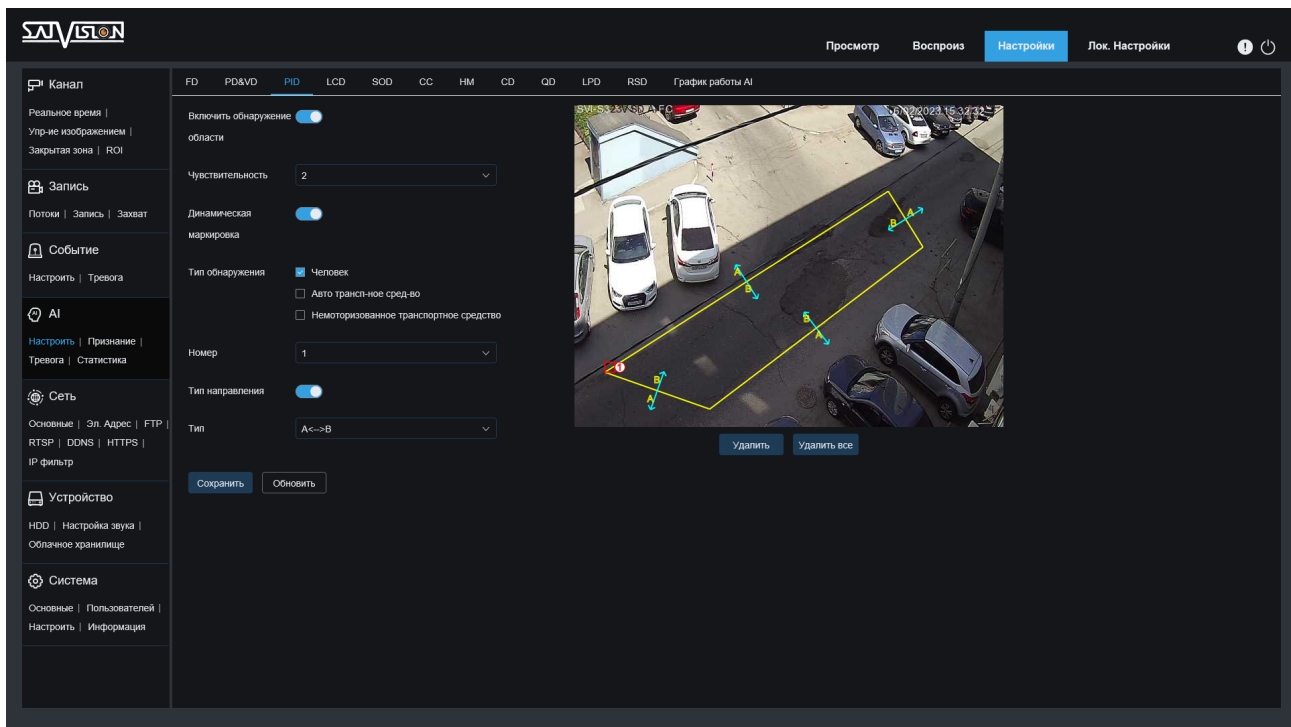 SATVISION
Просмотр Воспроиз Настройки Лок. Настройки
Канал
Реальное время |
Упр-ие изображением |
Закрытая зона | ROI
Запись
Потоки | Запись | Захват
Событие
Настроить | Тревога
AI
Настроить | Признание |
Тревога | Статистика
Сеть
Основные | Эл. Адрес | FTP |
RTSP | DDNS | HTTPS |
IP фильтр
Устройство
HDD | Настройка звука |
Облачное хранилище
Система
Основные | Пользователей |
Настроить | Информация
FD PD&VD PID LCD SOD CC HM CD QD LPD RSD График работы AI
Включить обнаружение
области
Чувствительность 2
Динамическая
маркировка
Тип обнаружения Человек
Авто трансп-ное сред-во
Немоторизованное транспортное средство
Номер 1
Тип направления
Тип A<-->B
Сохранить Обновить
A
B
A
B
B
A
1
B
A
Удалить Удалить все